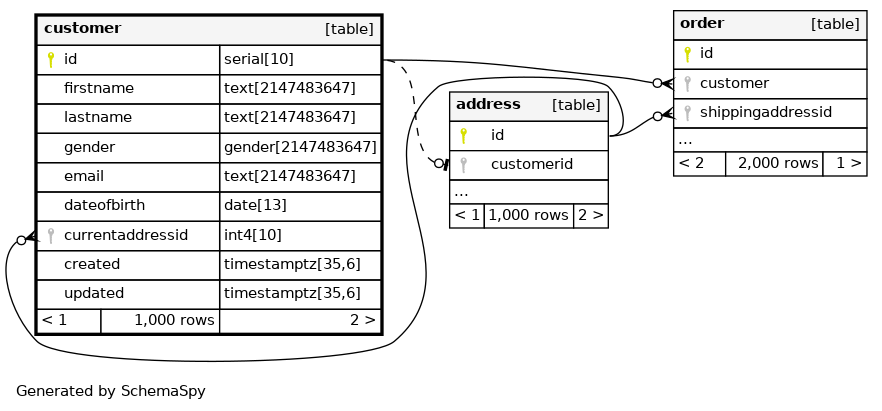 customer [table]
id serial[10]
firstname text[2147483647]
lastname text[2147483647]
gender gender[2147483647]
email text[2147483647]
dateofbirth date[13]
currentaddressid int4[10]
created timestamptz[35,6]
updated timestamptz[35,6]
< 1 1,000 rows 2 >
address [table]
id
customerid
...
< 1 1,000 rows 2 >
order [table]
id
customer
shippingaddressid
...
< 2 2,000 rows 1 >
Generated by SchemaSpy